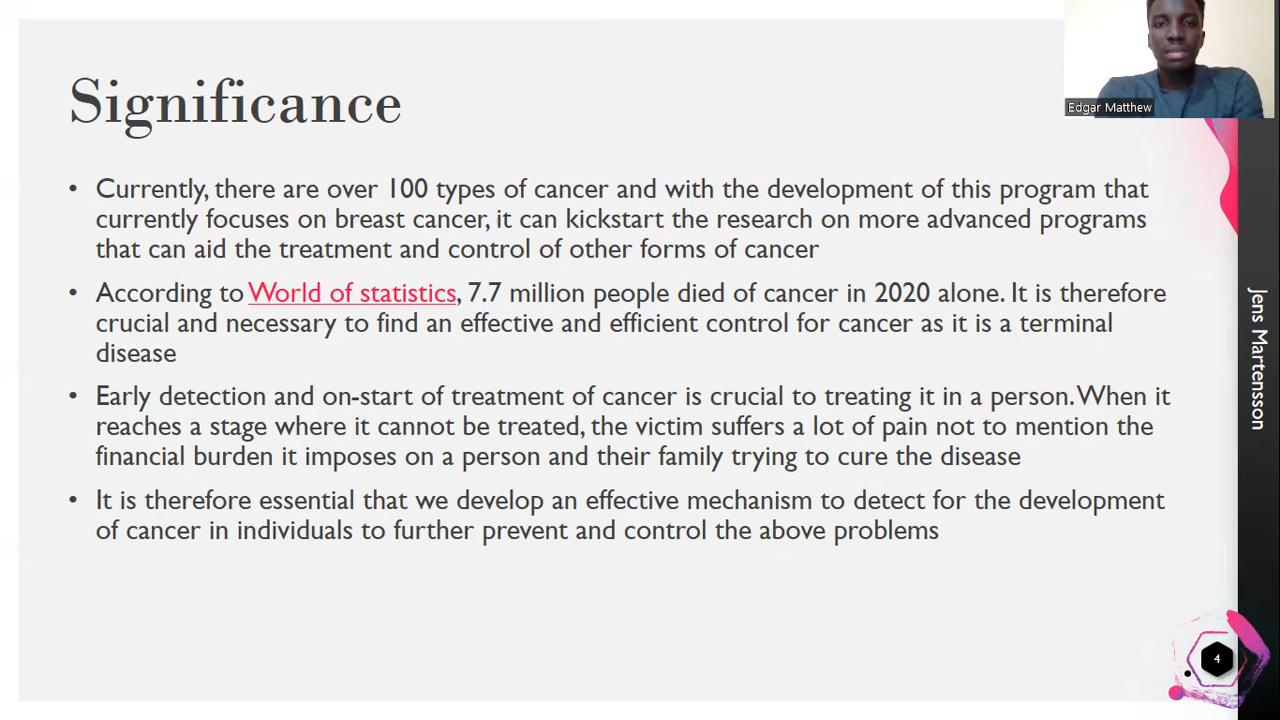 Significance
Edgar Matthew
• Currently, there are over 100 types of cancer and with the development of this program that
currently focuses on breast cancer, it can kickstart the research on more advanced programs
that can aid the treatment and control of other forms of cancer
• According to World of statistics, 7.7 million people died of cancer in 2020 alone. It is therefore
crucial and necessary to find an effective and efficient control for cancer as it is a terminal
disease
• Early detection and on-start of treatment of cancer is crucial to treating it in a person. When it
reaches a stage where it cannot be treated, the victim suffers a lot of pain not to mention the
financial burden it imposes on a person and their family trying to cure the disease
• It is therefore essential that we develop an effective mechanism to detect for the development
of cancer in individuals to further prevent and control the above problems
Jens Martensson
4